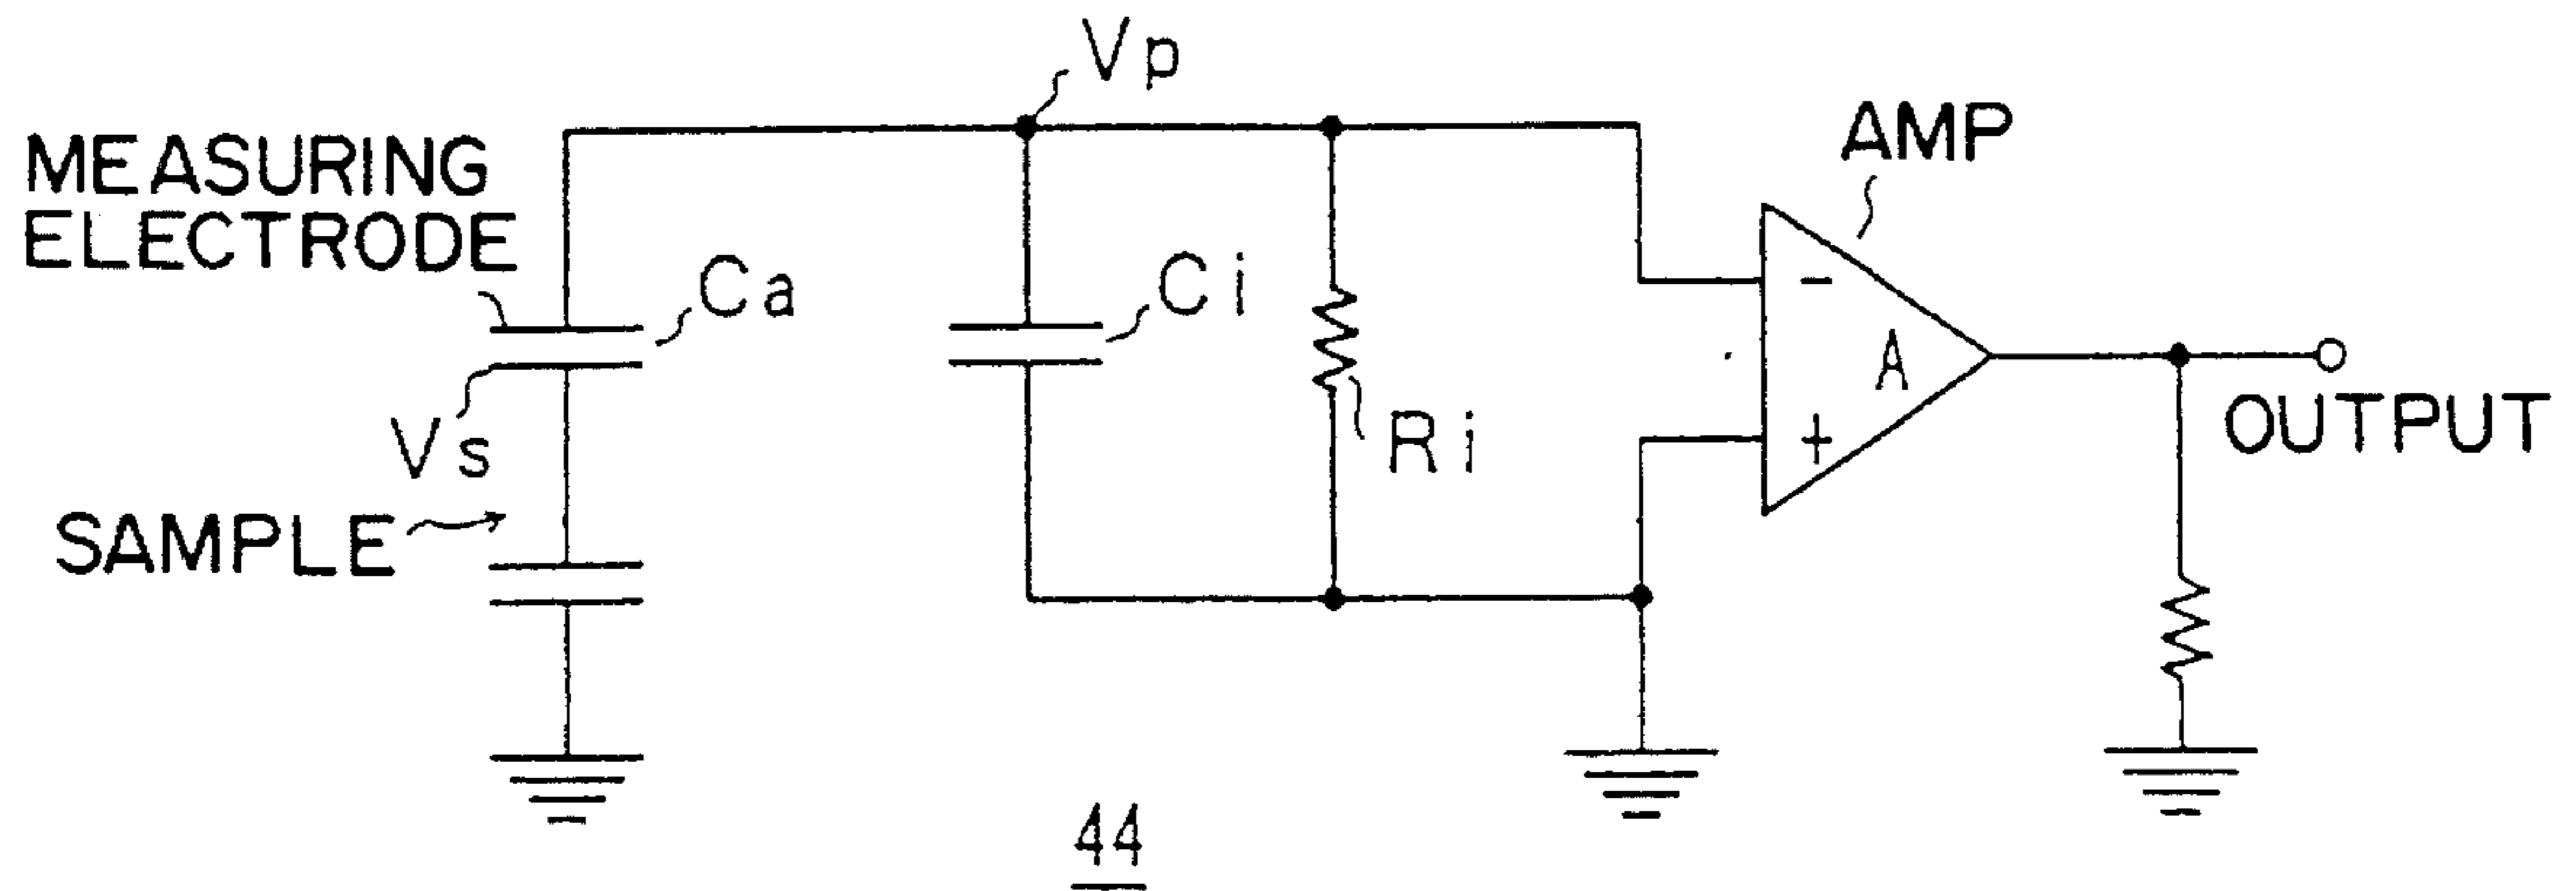 Vp
MEASURING
ELECTRODE
Ca
Ci
AMP
-
A
+
Vs
Ri
OUTPUT
SAMPLE
44